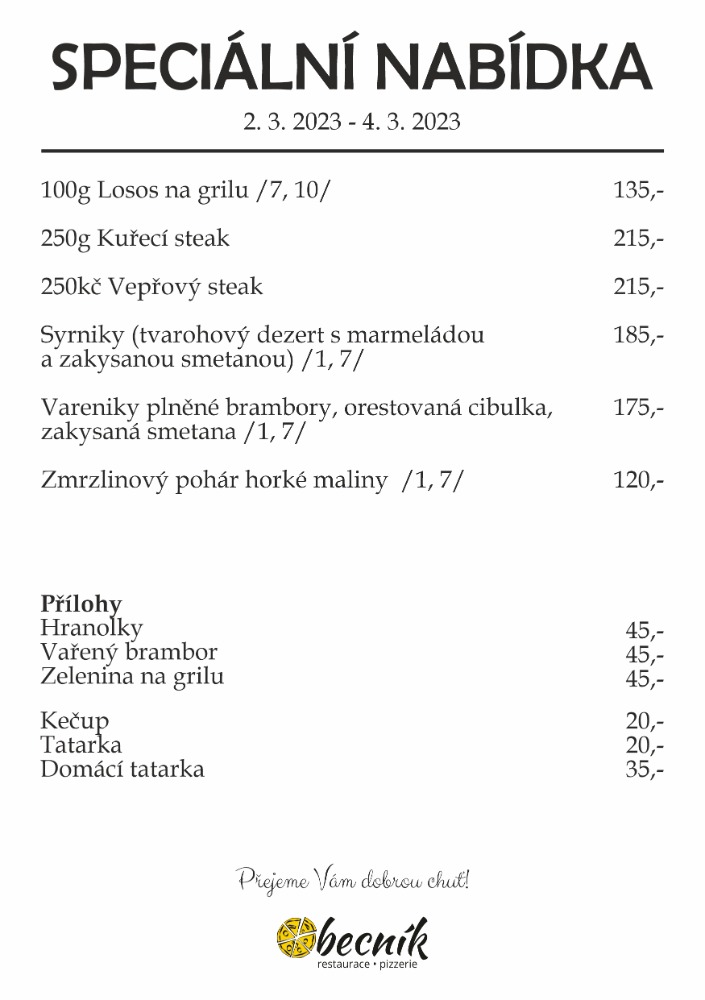 SPECIÁLNÍ NABÍDKA
2. 3. 2023 - 4. 3. 2023
100g Losos na grilu /7, 10/ 135,-
250g Kuřecí steak 215,-
250kč Vepřový steak 215,-
Syrniky (tvarohový dezert s marmeládou 185,-
a zakysanou smetanou) /1, 7/
Vareniky plněné brambory, orestovaná cibulka, 175,-
zakysaná smetana /1, 7/
Zmrzlinový pohár horké maliny /1, 7/ 120,-
Přílohy
Hranolky 45,-
Vařený brambor 45,-
Zelenina na grilu 45,-
Kečup 20,-
Tatarka 20,-
Domácí tatarka 35,-
Přejeme Vám dobrou chuť!
Obecník
restaurace • pizzerie